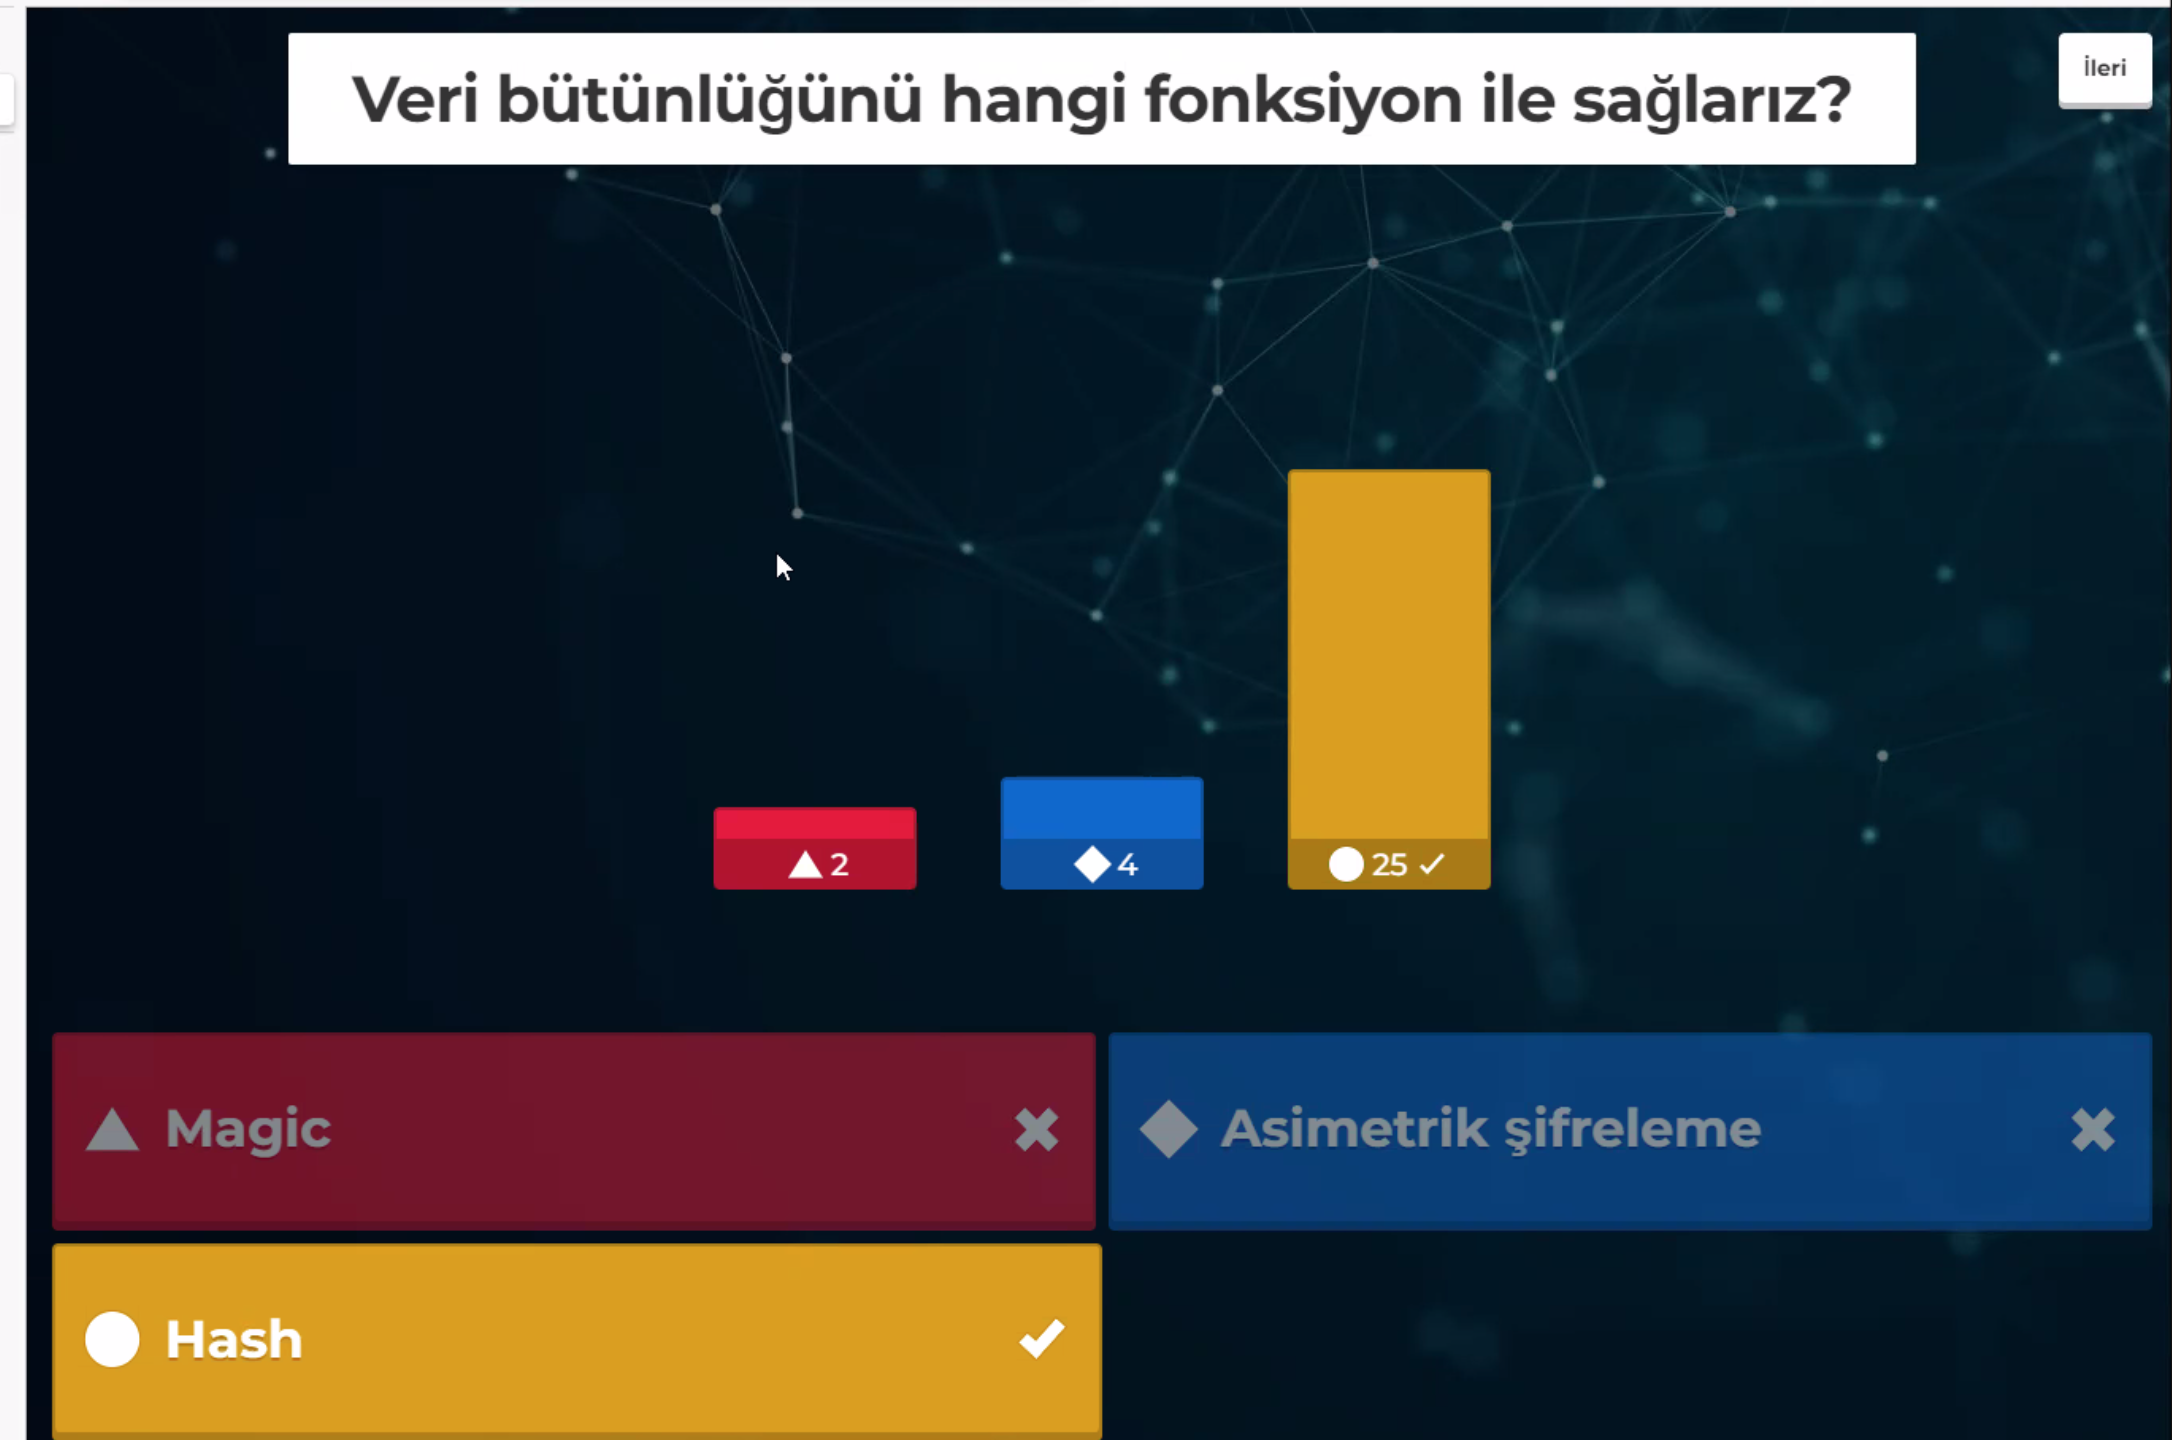 Veri bütünlüğünü hangi fonksiyon ile sağlarız?
İleri
2
4
25
Magic
Asimetrik şifreleme
Hash